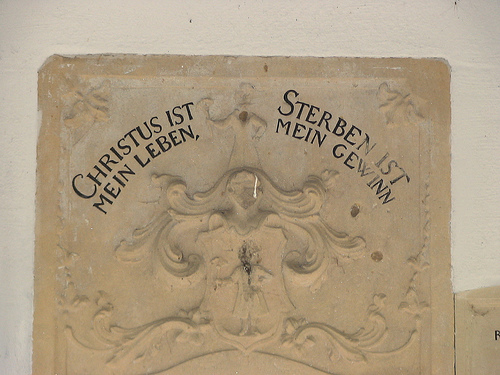 CHRISTUS IST
MEIN LEBEN,
STERBEN IST
MEIN GEWINN
R